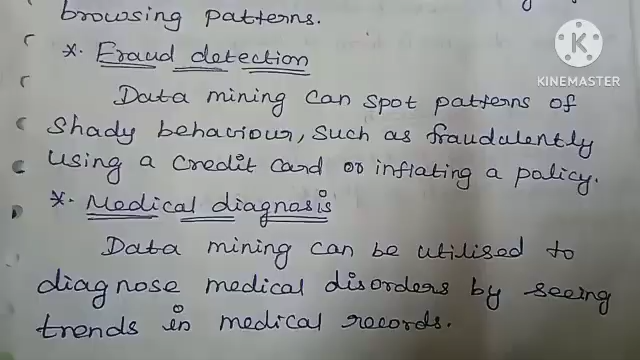 browsing patterns.
*. Fraud detection
Data mining can spot patterns of
shady behaviour, such as fraudalently
using a credit card or inflating a policy.
*. Medical diagnosis
Data mining can be utilised to
diagnose medical disorders by seeing
trends in medical records.
K
KINEMASTER